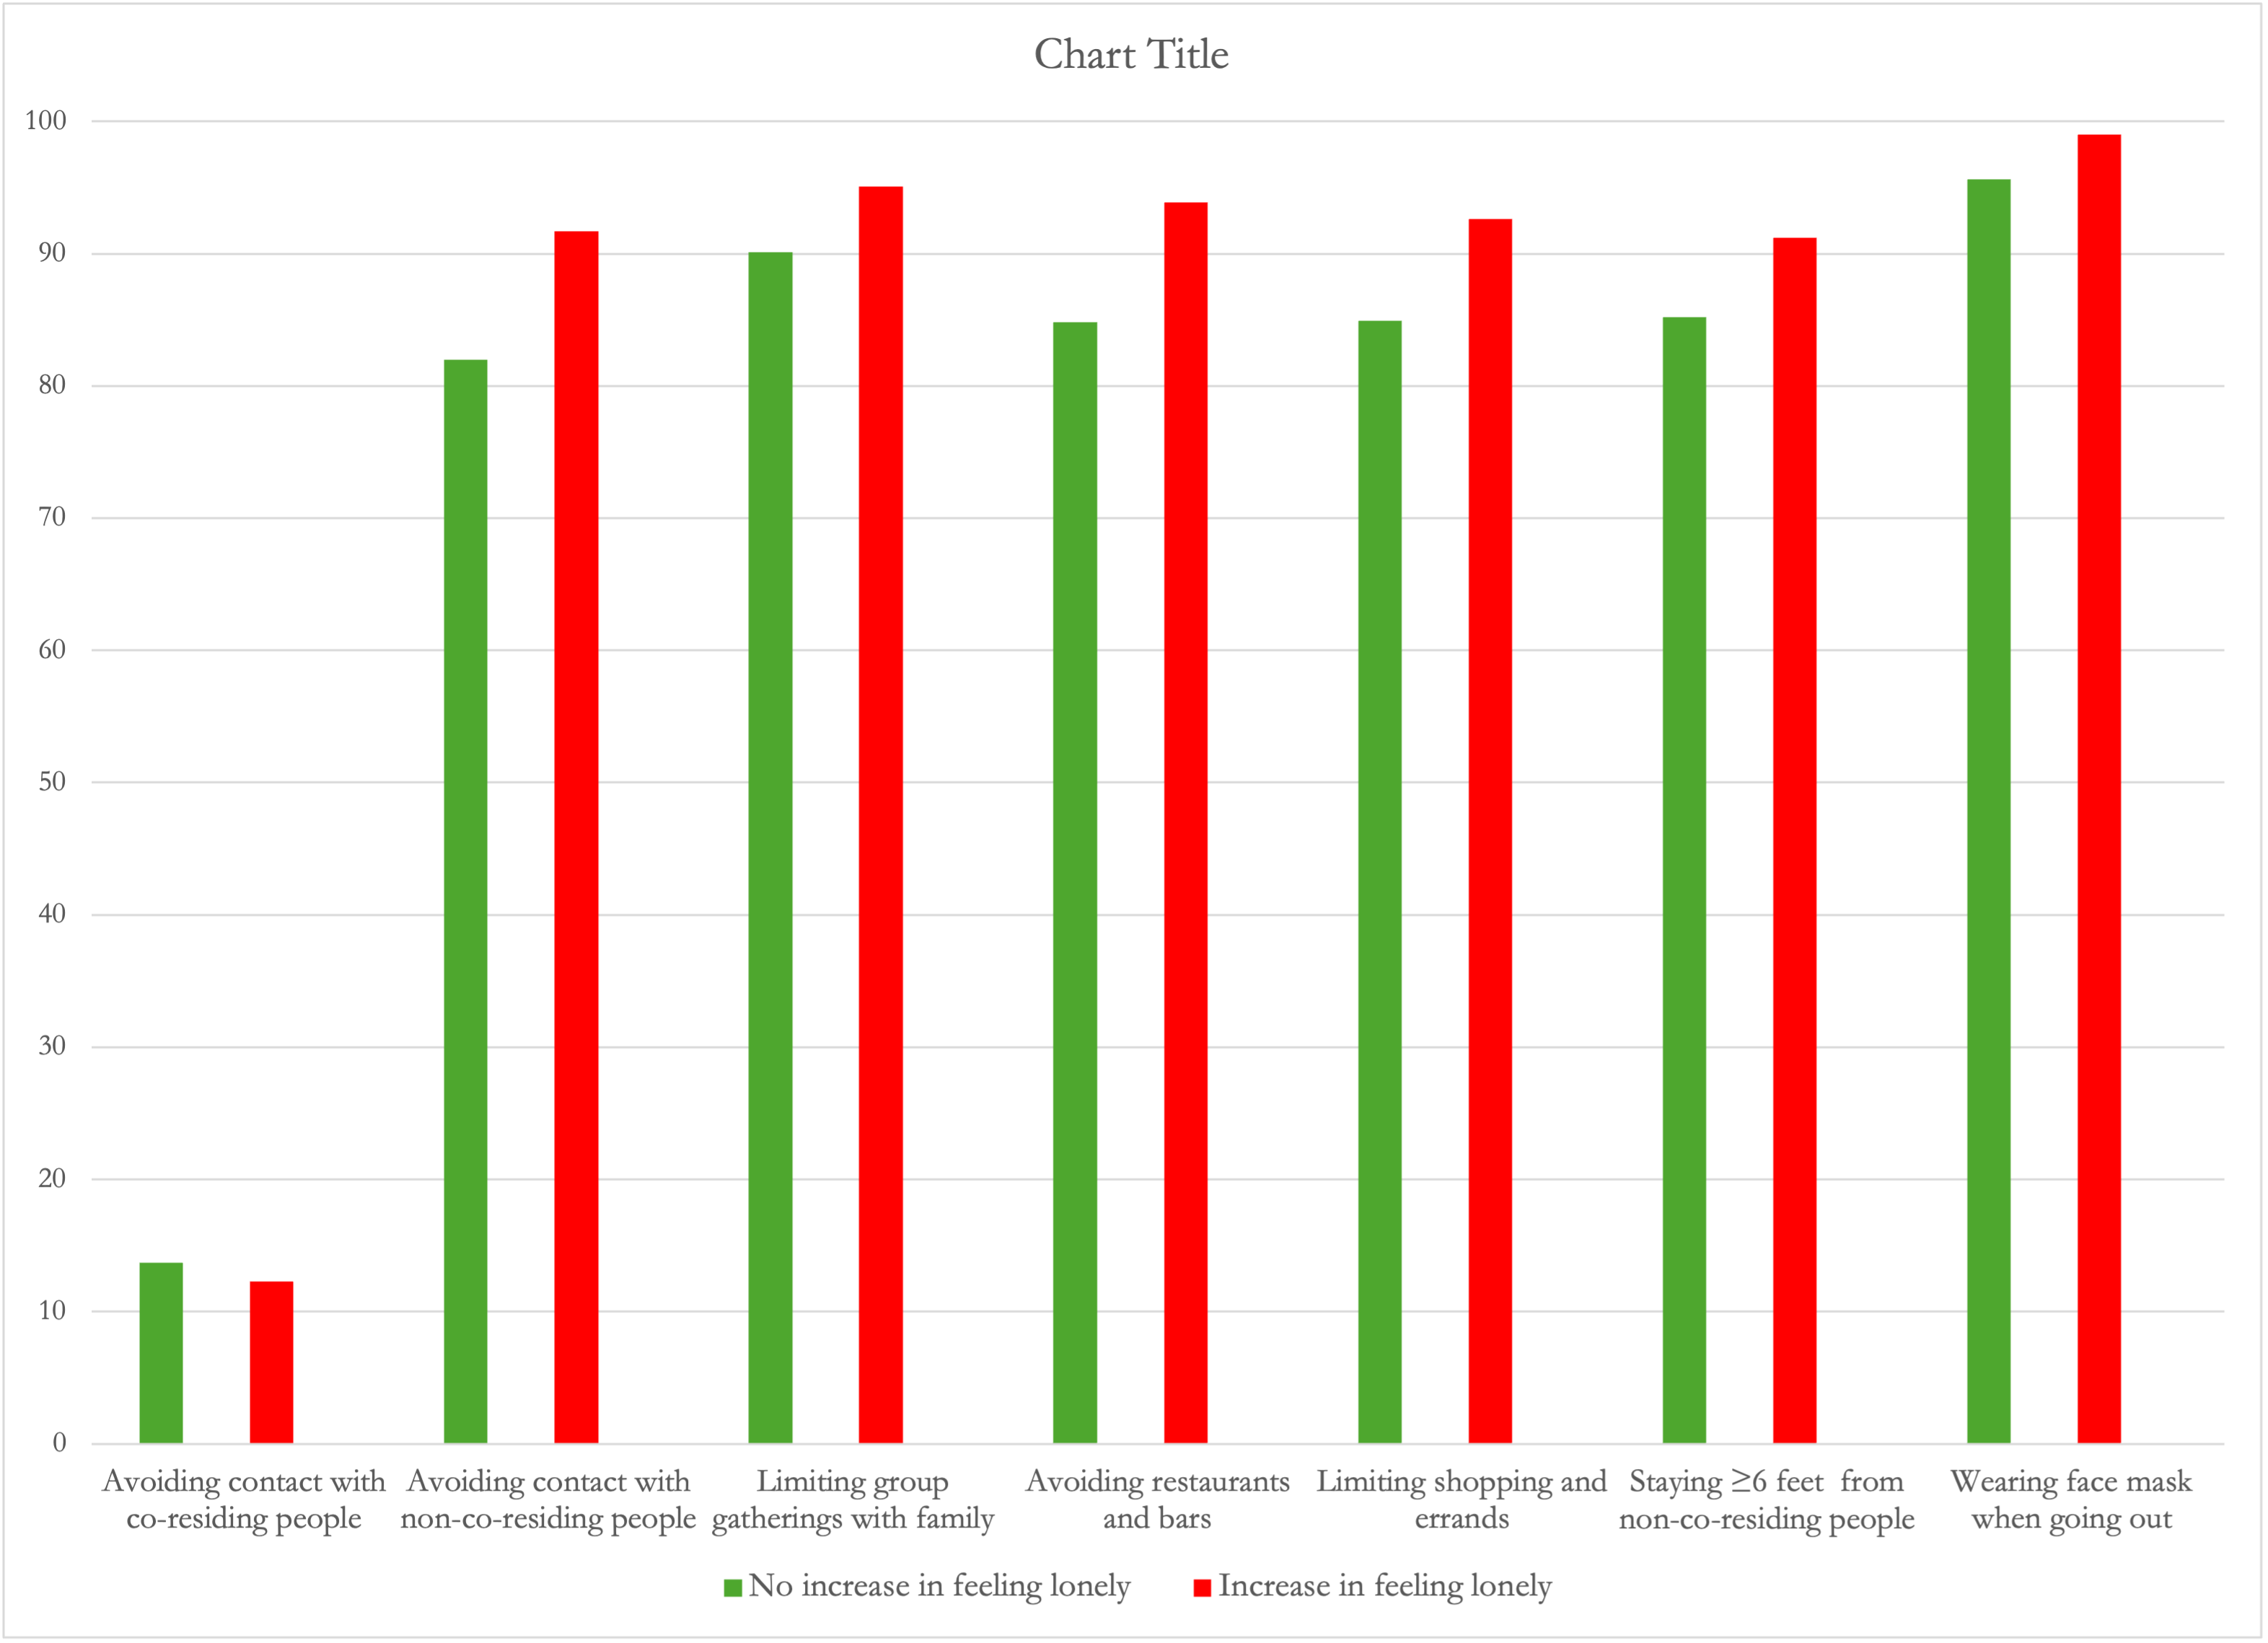 Chart Title
100
90
80
70
60
50
40
30
20
10
0
Avoiding contact with
co-residing people
Avoiding contact with
non-co-residing people
Limiting group
gatherings with family
Avoiding restaurants
and bars
Limiting shopping and
errands
Staying ≥6 feet  from
non-co-residing people
Wearing face mask
when going out
No increase in feeling lonely
Increase in feeling lonely